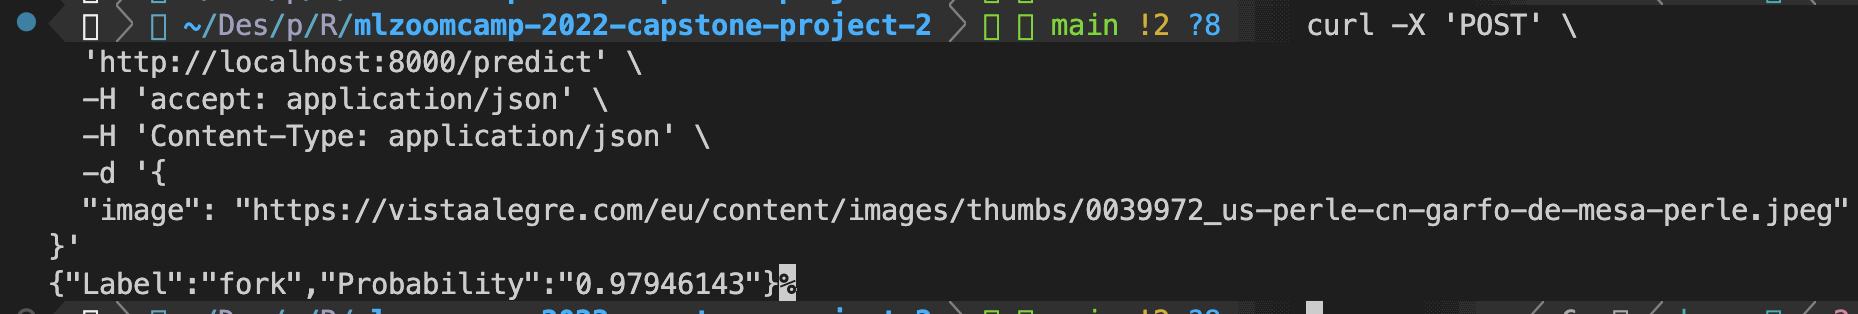 ~/Des/p/R/mlzoomcamp-2022-capstone-project-2 main !2 ?8 curl -X 'POST' \
'http://localhost:8000/predict' \
-H 'accept: application/json' \
-H 'Content-Type: application/json' \
-d '{
"image": "https://vistaalegre.com/eu/content/images/thumbs/0039972_us-perle-cn-garfo-de-mesa-perle.jpeg"
}'
{"Label":"fork","Probability":"0.97946143"}%